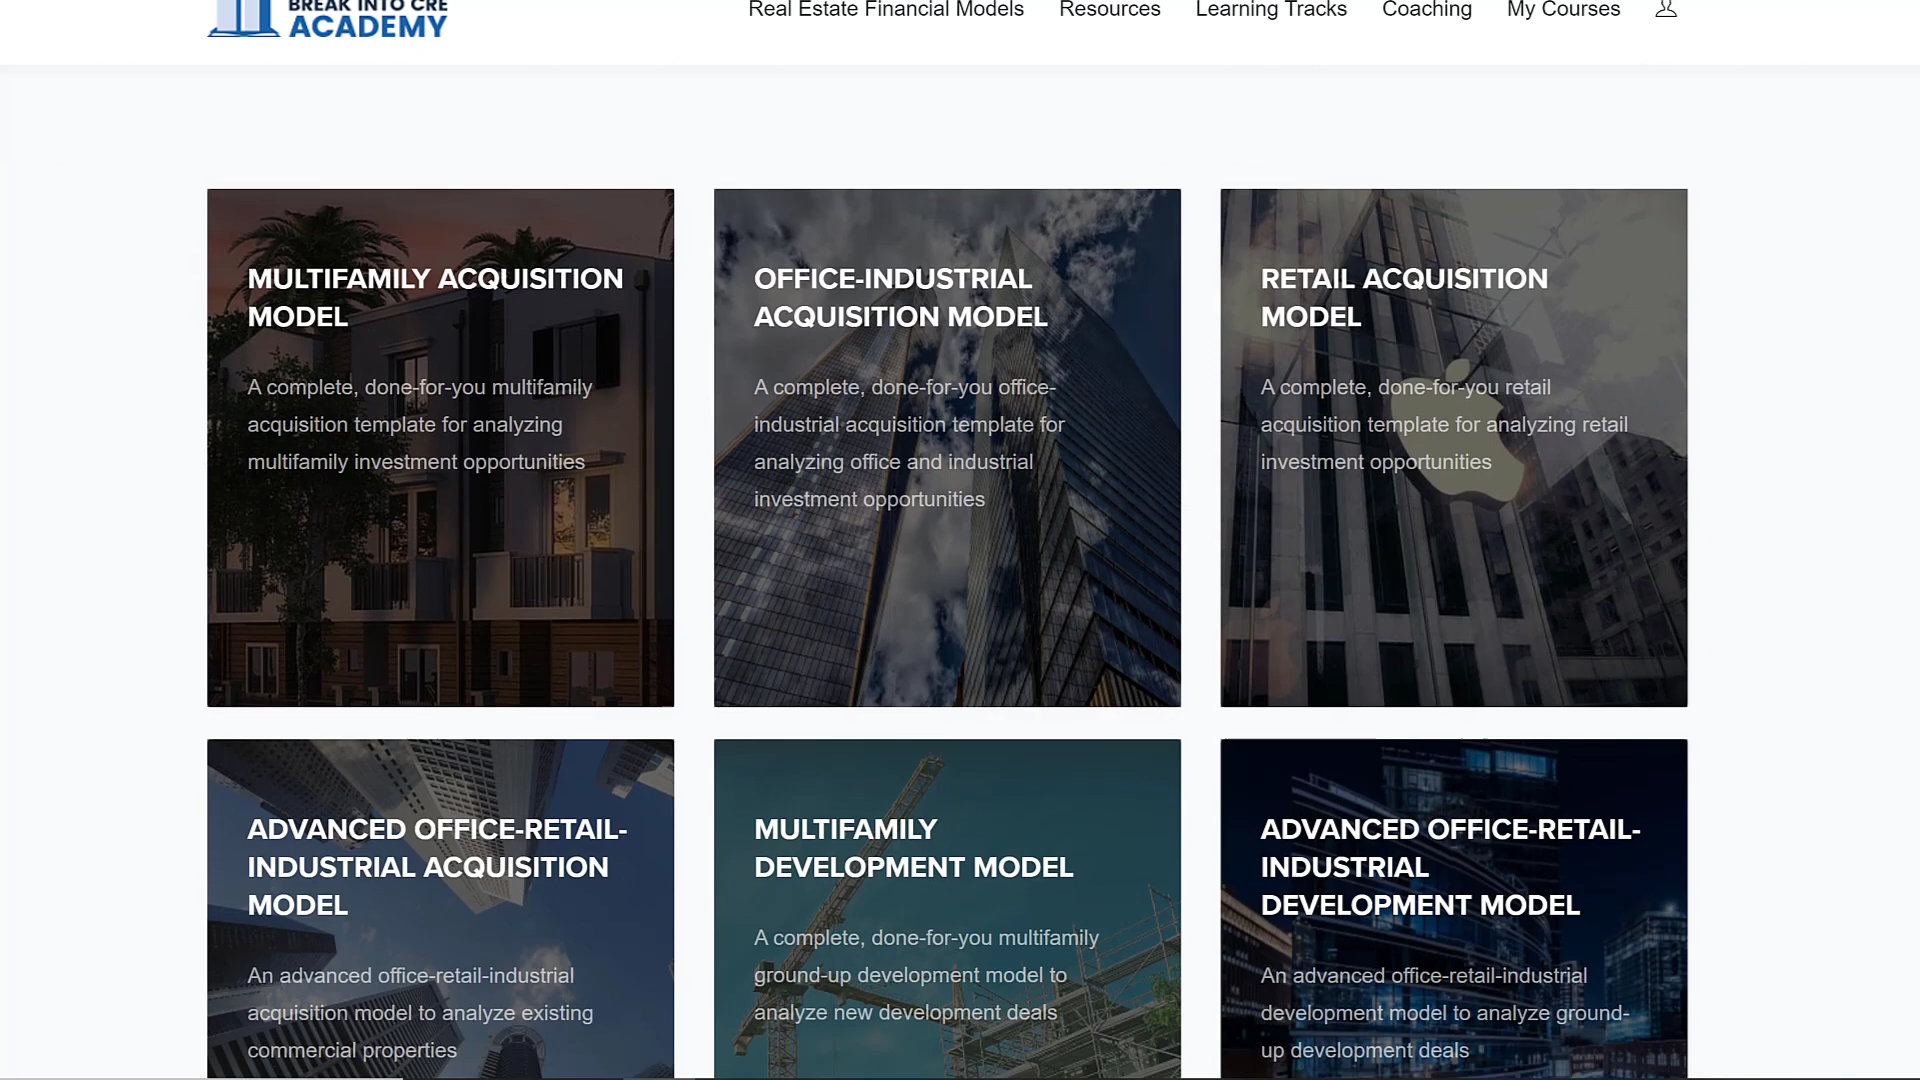 BREAK INTO CRE
ACADEMY
Real Estate Financial Models
Resources
Learning Tracks
Coaching
My Courses
MULTIFAMILY ACQUISITION
MODEL
A complete, done-for-you multifamily
acquisition template for analyzing
multifamily investment opportunities
OFFICE-INDUSTRIAL
ACQUISITION MODEL
A complete, done-for-you office-
industrial acquisition template for
analyzing office and industrial
investment opportunities
RETAIL ACQUISITION
MODEL
A complete, done-for-you retail
acquisition template for analyzing retail
investment opportunities
ADVANCED OFFICE-RETAIL-
INDUSTRIAL ACQUISITION
MODEL
An advanced office-retail-industrial
acquisition model to analyze existing
commercial properties
MULTIFAMILY
DEVELOPMENT MODEL
A complete, done-for-you multifamily
ground-up development model to
analyze new development deals
ADVANCED OFFICE-RETAIL-
INDUSTRIAL
DEVELOPMENT MODEL
An advanced office-retail-industrial
development model to analyze ground-
up development deals